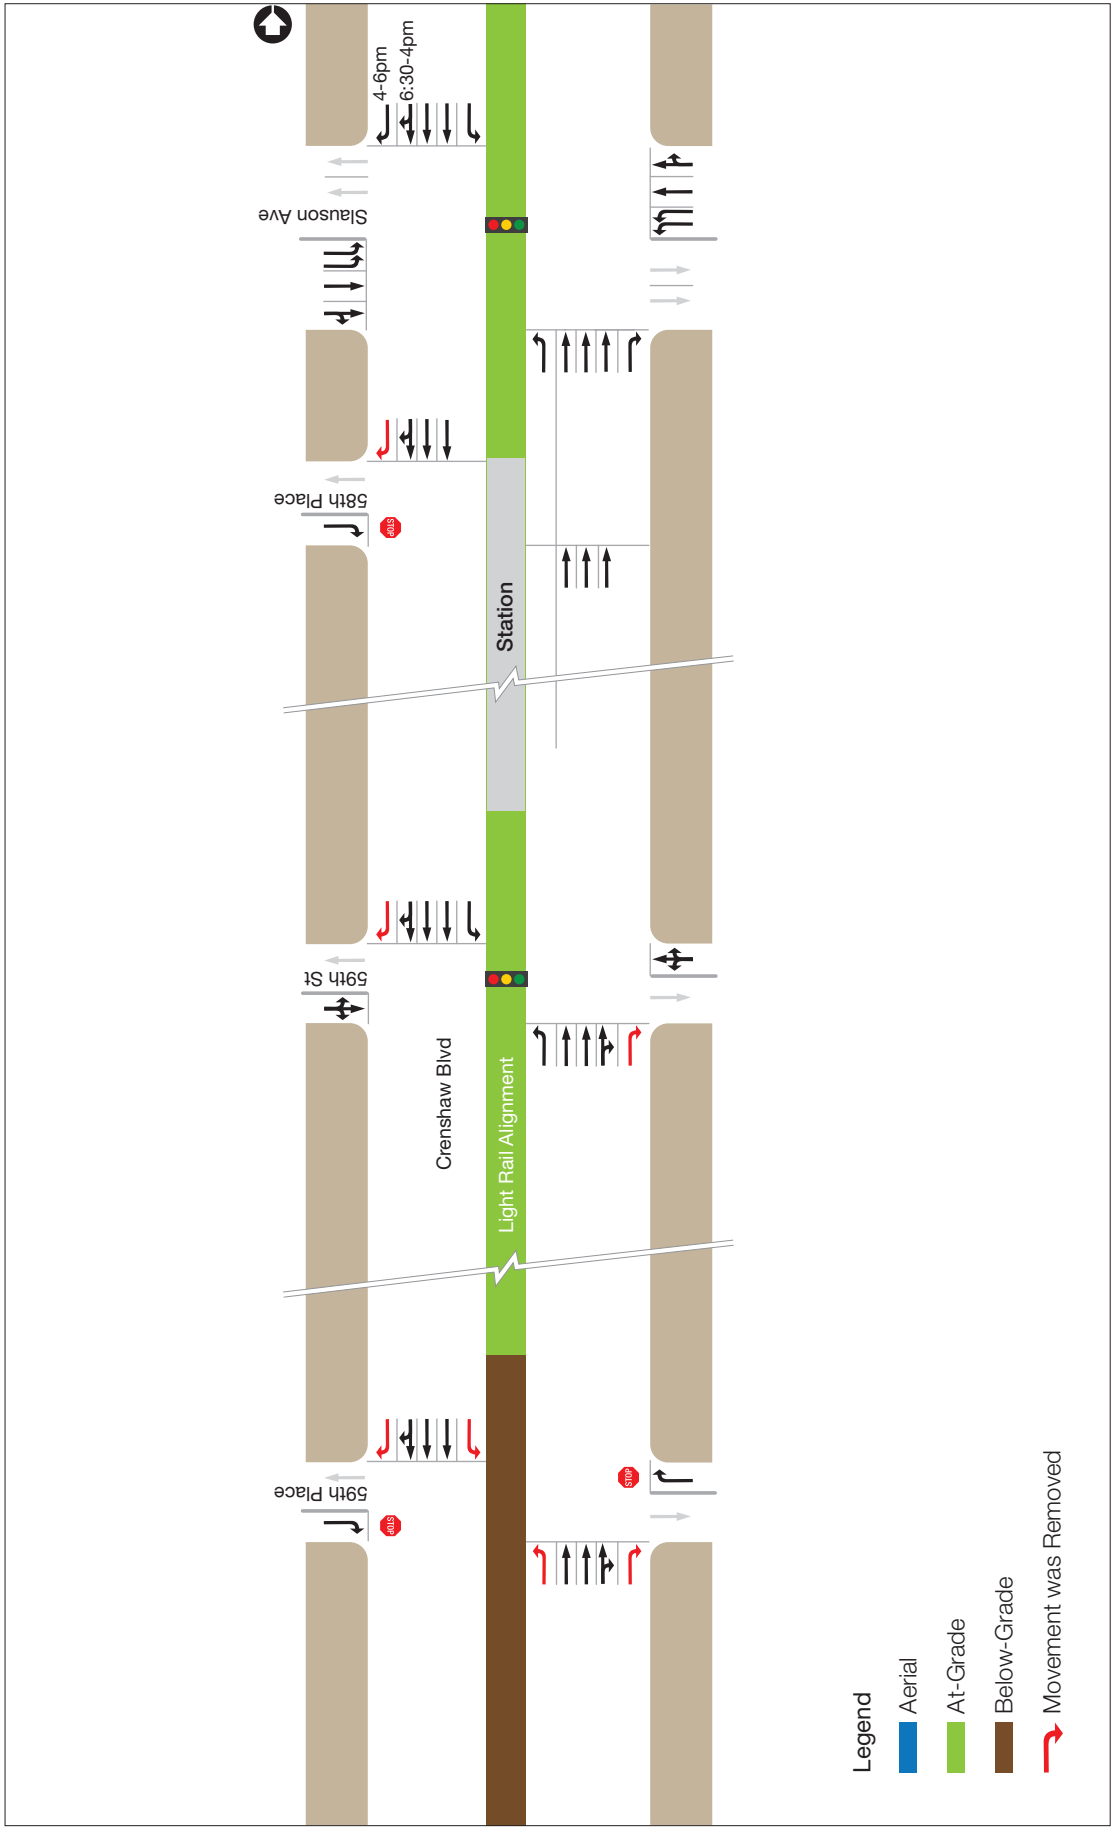 4-6pm
6:30-4pm
Slauson Ave
58th Place
STOP
Station
59th St
Crenshaw Blvd
Light Rail Alignment
59th Place
STOP
STOP
Legend
Aerial
At-Grade
Below-Grade
Movement was Removed